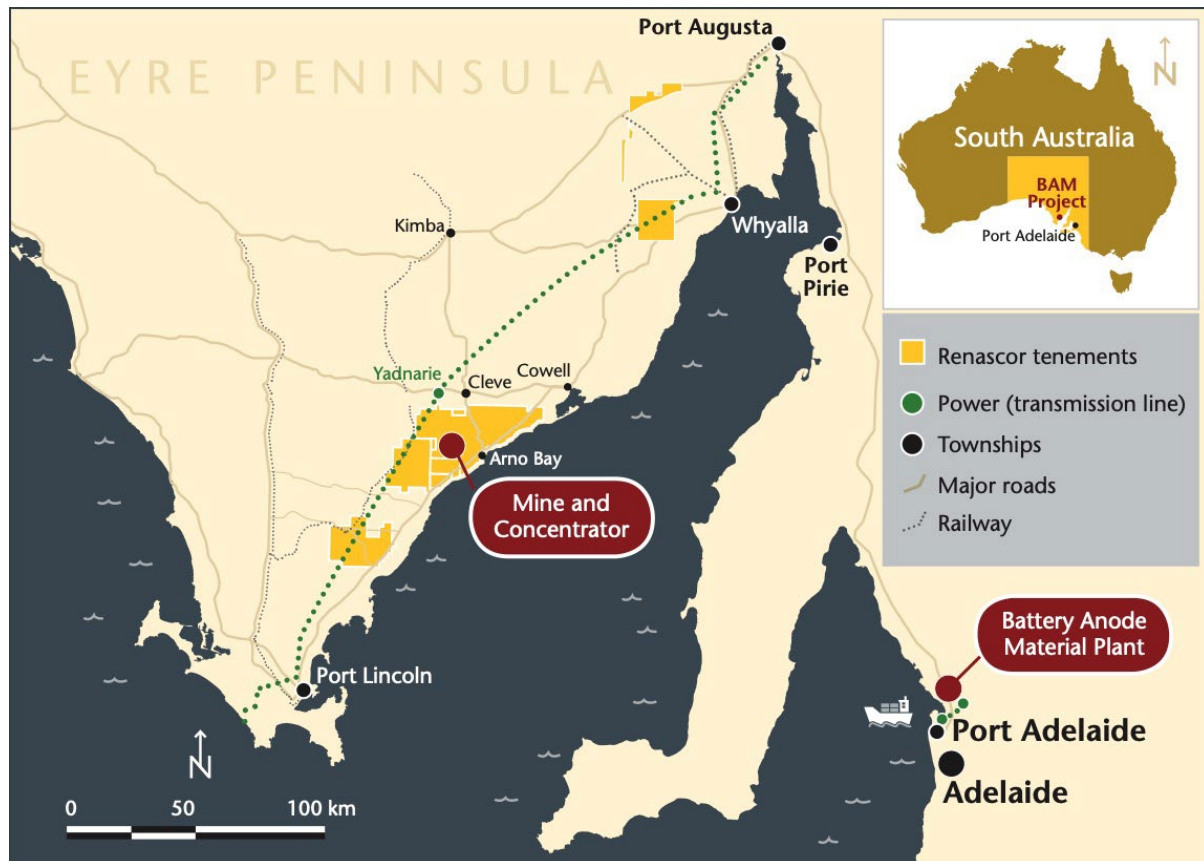 Port Augusta
EYRE PENINSULA
N
South Australia
BAM
Project
Port Adelaide
Kimba
Whyalla
Port
Pirie
Renascor tenements
Power (transmission line)
Townships
Major roads
Railway
Yadnarie
Cleve
Cowell
Arno Bay
Mine and
Concentrator
Battery Anode
Material Plant
Port Lincoln
Port Adelaide
Adelaide
N
0 50 100 km